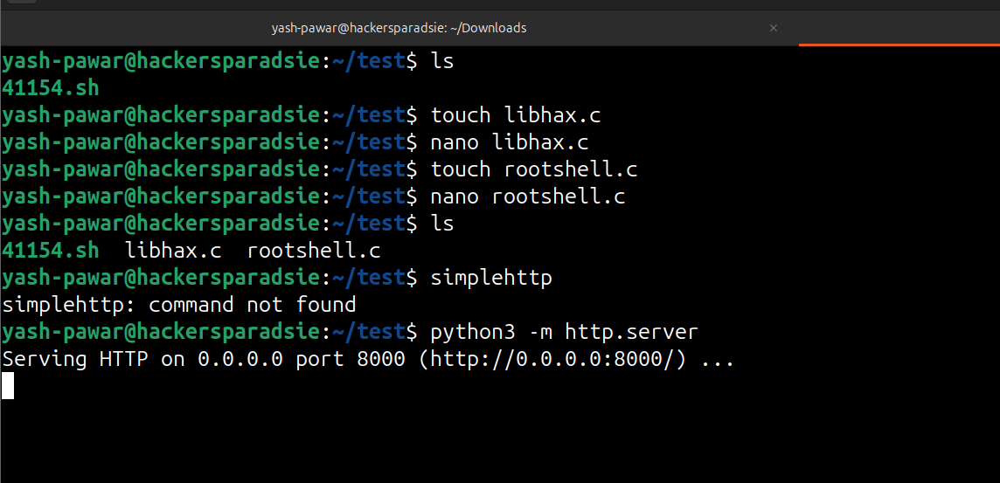 yash-pawar@hackersparadsie: ~/Downloads ×
yash-pawar@hackersparadsie:~/test$ ls
41154.sh
yash-pawar@hackersparadsie:~/test$ touch libhax.c
yash-pawar@hackersparadsie:~/test$ nano libhax.c
yash-pawar@hackersparadsie:~/test$ touch rootshell.c
yash-pawar@hackersparadsie:~/test$ nano rootshell.c
yash-pawar@hackersparadsie:~/test$ ls
41154.sh  libhax.c  rootshell.c
yash-pawar@hackersparadsie:~/test$ simplehttp
simplehttp: command not found
yash-pawar@hackersparadsie:~/test$ python3 -m http.server
Serving HTTP on 0.0.0.0 port 8000 (http://0.0.0.0:8000/) ...